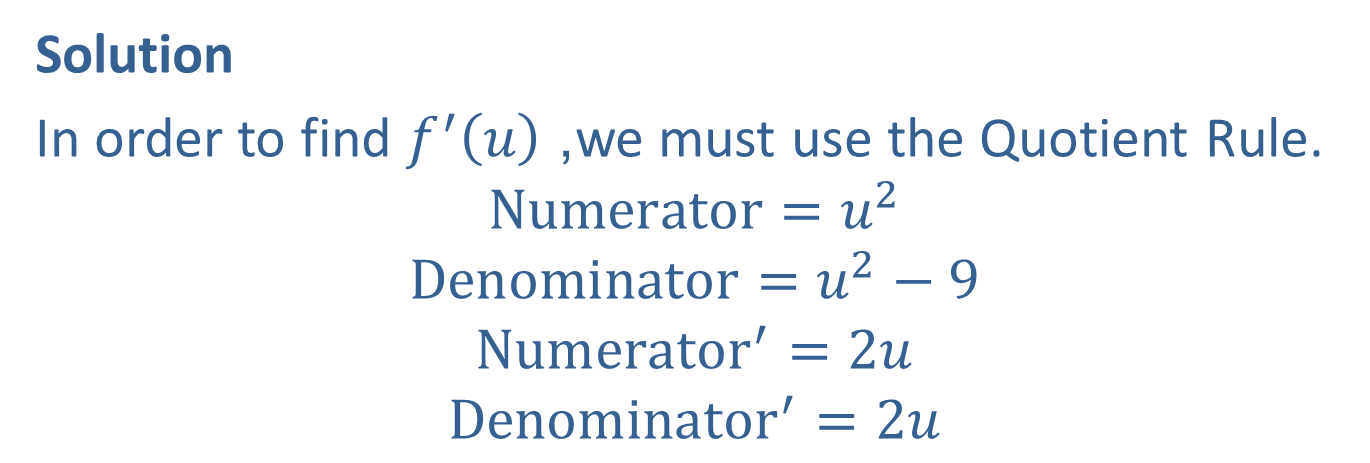 Solution
In order to find 𝑓′(𝑢) ,we must use the Quotient Rule.
Numerator = 𝑢²
Denominator = 𝑢² − 9
Numerator′ = 2𝑢
Denominator′ = 2𝑢